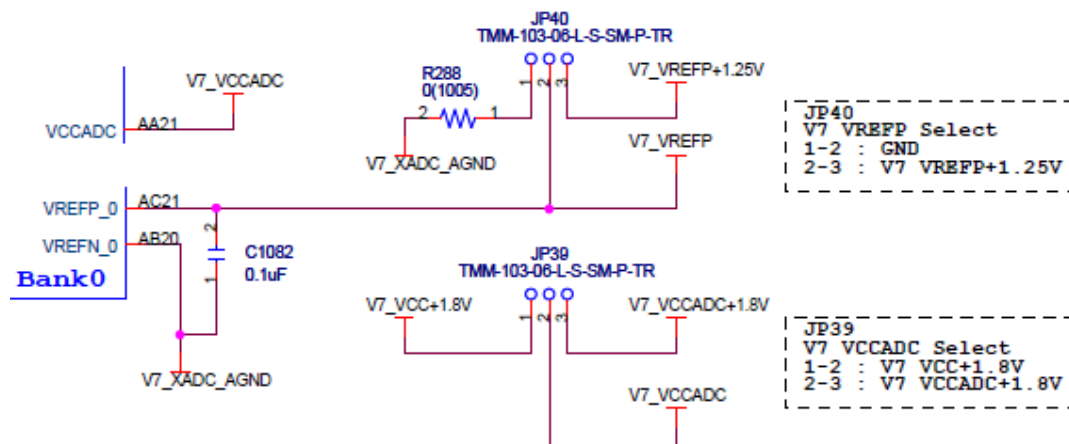 JP40
TMM-103-06-L-S-SM-P-TR
V7_VCCADC
R288
0(1005)
V7_VREFP+1.25V
1
2
3
2
1
VCCADC
AA21
V7_XADC_AGND
V7_VREFP
JP40
V7 VREFP Select
1-2 : GND
2-3 : V7 VREFP+1.25V
VREFP_0
AC21
VREFN_0
AB20
2
C1082
0.1uF
1
Bank0
JP39
TMM-103-06-L-S-SM-P-TR
V7_VCC+1.8V
V7_VCCADC+1.8V
1
2
3
V7_XADC_AGND
V7_VCCADC
JP39
V7 VCCADC Select
1-2 : V7 VCC+1.8V
2-3 : V7 VCCADC+1.8V